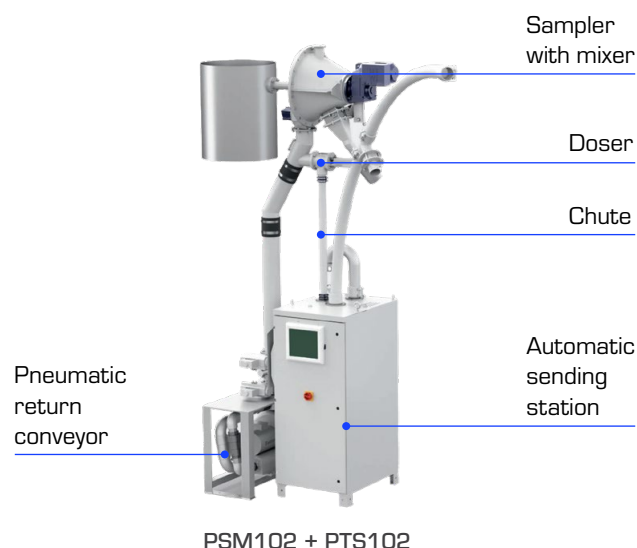 Sampler
with mixer
Doser
Chute
Automatic
sending
station
Pneumatic
return
conveyor
PSM102 + PTS102